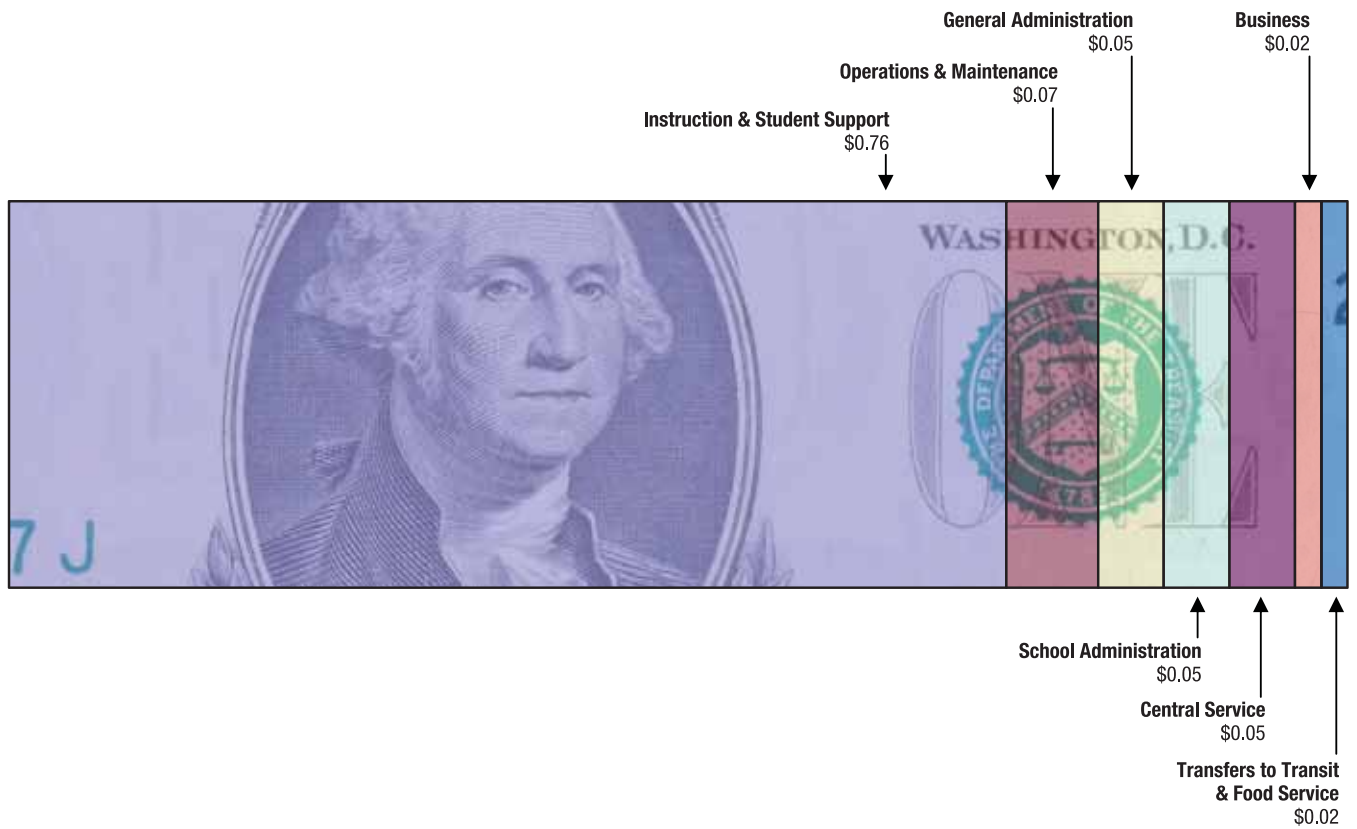 General Administration
$0.05
Business
$0.02
Operations & Maintenance
$0.07
Instruction & Student Support
$0.76
WASHINGTON, D.C.
7 J
School Administration
$0.05
Central Service
$0.05
Transfers to Transit
& Food Service
$0.02